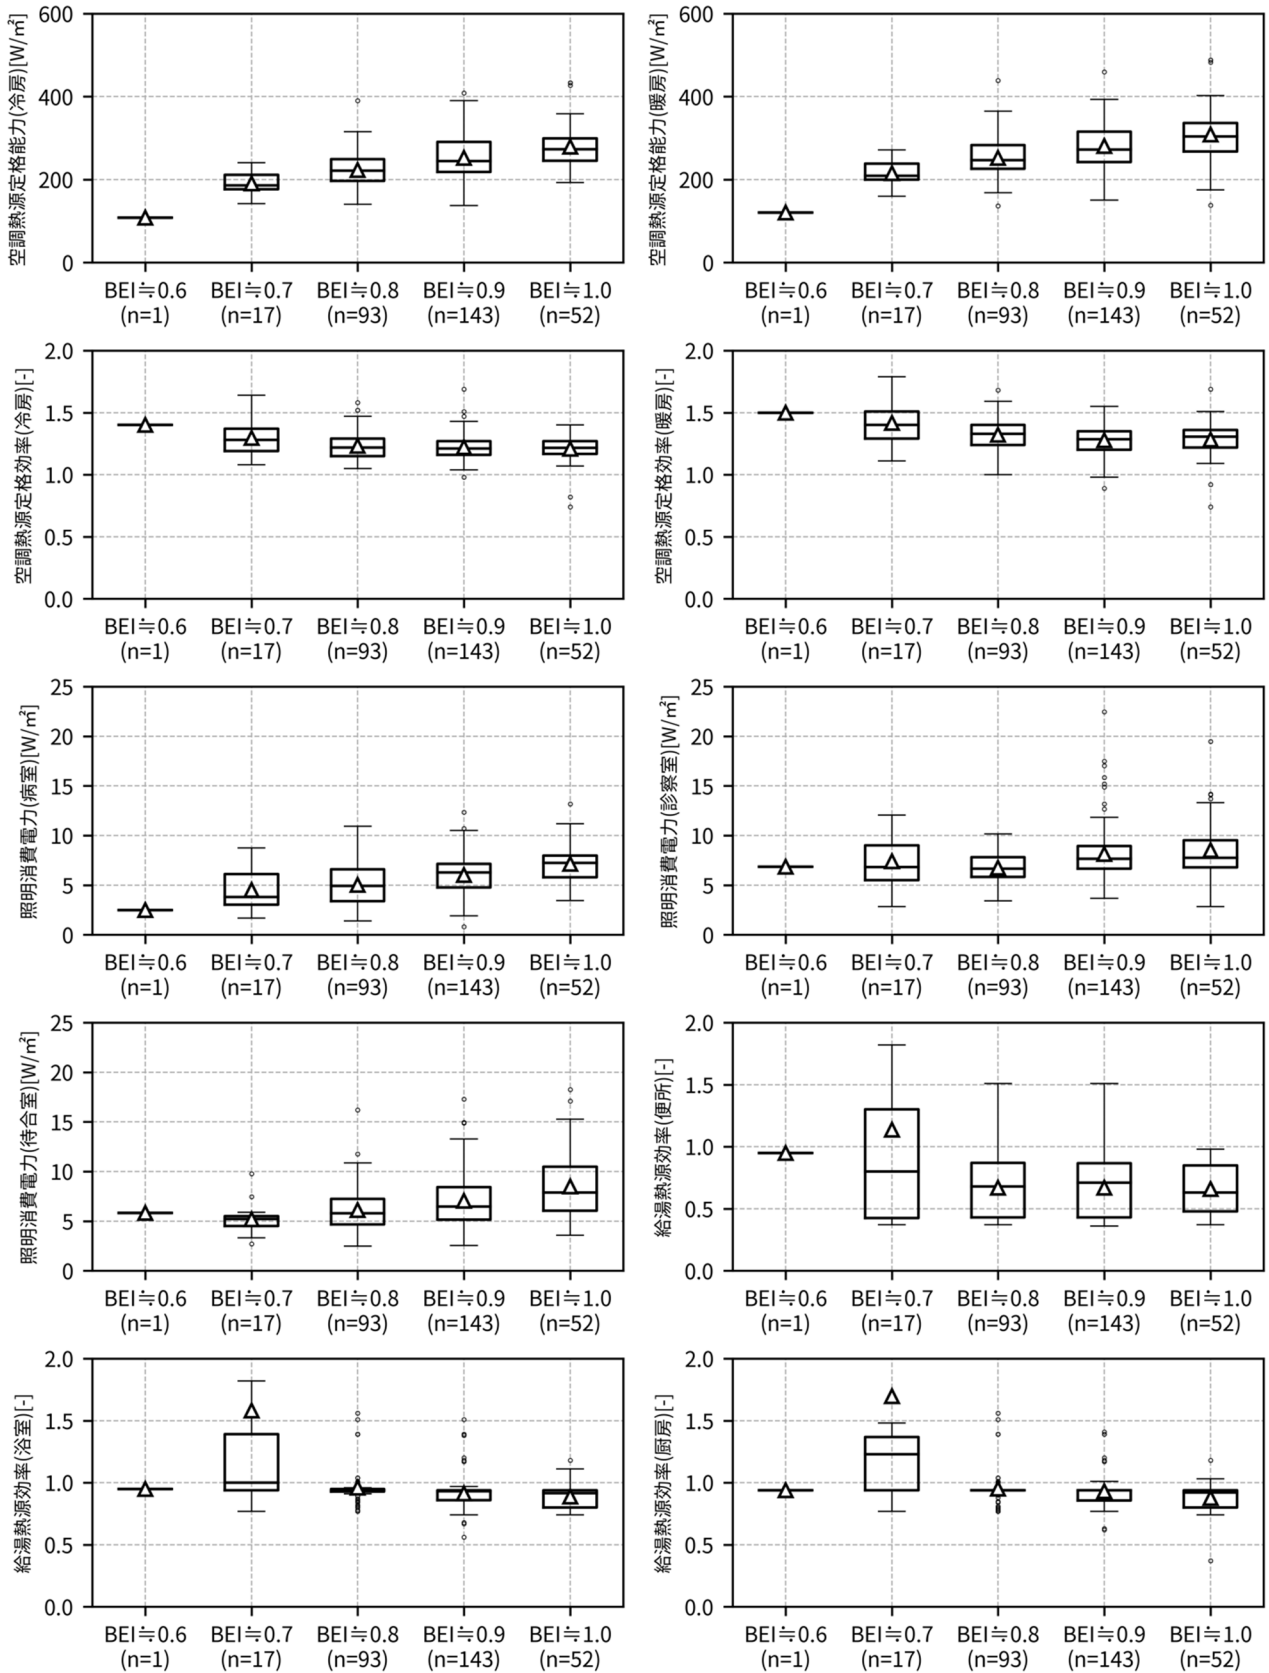 空調熱源定格能力(冷房)[W/㎡]
600
400
200
0
BEI≒0.6 BEI≒0.7 BEI≒0.8 BEI≒0.9 BEI≒1.0
(n=1) (n=17) (n=93) (n=143) (n=52)
空調熱源定格能力(暖房)[W/㎡]
600
400
200
0
BEI≒0.6 BEI≒0.7 BEI≒0.8 BEI≒0.9 BEI≒1.0
(n=1) (n=17) (n=93) (n=143) (n=52)
空調熱源定格効率(冷房)[-]
2.0
1.5
1.0
0.5
0.0
BEI≒0.6 BEI≒0.7 BEI≒0.8 BEI≒0.9 BEI≒1.0
(n=1) (n=17) (n=93) (n=143) (n=52)
空調熱源定格効率(暖房)[-]
2.0
1.5
1.0
0.5
0.0
BEI≒0.6 BEI≒0.7 BEI≒0.8 BEI≒0.9 BEI≒1.0
(n=1) (n=17) (n=93) (n=143) (n=52)
照明消費電力(病室)[W/㎡]
25
20
15
10
5
0
BEI≒0.6 BEI≒0.7 BEI≒0.8 BEI≒0.9 BEI≒1.0
(n=1) (n=17) (n=93) (n=143) (n=52)
照明消費電力(診察室)[W/㎡]
25
20
15
10
5
0
BEI≒0.6 BEI≒0.7 BEI≒0.8 BEI≒0.9 BEI≒1.0
(n=1) (n=17) (n=93) (n=143) (n=52)
照明消費電力(待合室)[W/㎡]
25
20
15
10
5
0
BEI≒0.6 BEI≒0.7 BEI≒0.8 BEI≒0.9 BEI≒1.0
(n=1) (n=17) (n=93) (n=143) (n=52)
給湯熱源効率(便所)[-]
2.0
1.5
1.0
0.5
0.0
BEI≒0.6 BEI≒0.7 BEI≒0.8 BEI≒0.9 BEI≒1.0
(n=1) (n=17) (n=93) (n=143) (n=52)
給湯熱源効率(浴室)[-]
2.0
1.5
1.0
0.5
0.0
BEI≒0.6 BEI≒0.7 BEI≒0.8 BEI≒0.9 BEI≒1.0
(n=1) (n=17) (n=93) (n=143) (n=52)
給湯熱源効率(厨房)[-]
2.0
1.5
1.0
0.5
0.0
BEI≒0.6 BEI≒0.7 BEI≒0.8 BEI≒0.9 BEI≒1.0
(n=1) (n=17) (n=93) (n=143) (n=52)